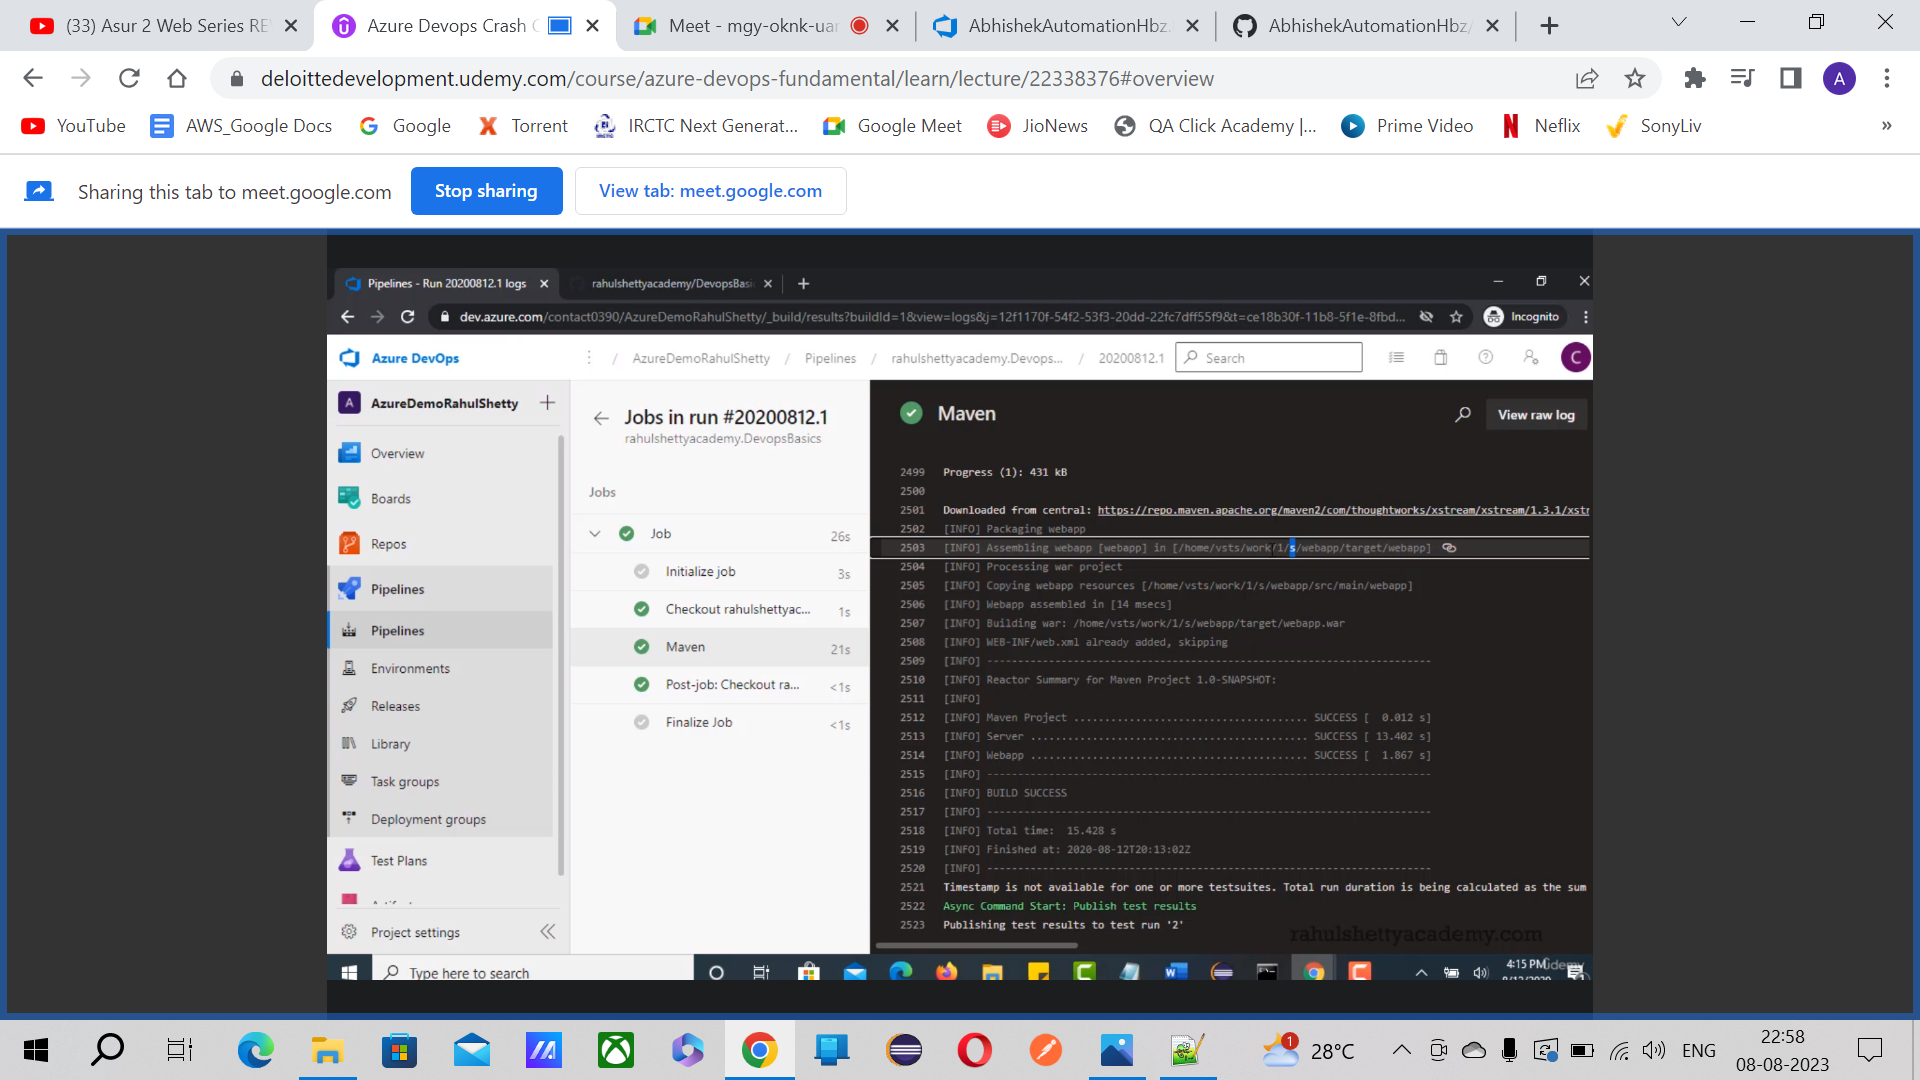 (33) Asur 2 Web Series RE
Azure Devops Crash C
Meet - mgy-oknk-uar
AbhishekAutomationHbz
AbhishekAutomationHbz/
deloittedevelopment.udemy.com/course/azure-devops-fundamental/learn/lecture/22338376#overview
A
YouTube
AWS_Google Docs
Google
Torrent
IRCTC Next Generat...
Google Meet
JioNews
QA Click Academy |...
Prime Video
Neflix
SonyLiv
»
Sharing this tab to meet.google.com
Stop sharing
View tab: meet.google.com
Pipelines - Run 20200812.1 logs
rahulshettyacademy/DevopsBasi
dev.azure.com/contact0390/AzureDemoRahulShetty/_build/results?buildId=1&view=logs&j=12f1170f-54f2-53f3-20dd-22fc7dff55f9&t=ce18b30f-11b8-5f1e-8fbd...
Incognito
Azure DevOps
/ AzureDemoRahulShetty / Pipelines / rahulshettyacademy.Devops... / 20200812.1
Search
C
A AzureDemoRahulShetty
Overview
Boards
Repos
Pipelines
Pipelines
Environments
Releases
Library
Task groups
Deployment groups
Test Plans
Project settings
Jobs in run #20200812.1
rahulshettyacademy.DevopsBasics
Jobs
Job 26s
Initialize job 3s
Checkout rahulshettyac... 1s
Maven 21s
Post-job: Checkout ra... <1s
Finalize Job <1s
Maven
View raw log
2499 Progress (1): 431 kB
2500
2501 Downloaded from central: https://repo.maven.apache.org/maven2/com/thoughtworks/xstream/xstream/1.3.1/xstr
2502 [INFO] Packaging webapp
2503 [INFO] Assembling webapp [webapp] in [/home/vsts/work/1/s/webapp/target/webapp]
2504 [INFO] Processing war project
2505 [INFO] Copying webapp resources [/home/vsts/work/1/s/webapp/src/main/webapp]
2506 [INFO] Webapp assembled in [14 msecs]
2507 [INFO] Building war: /home/vsts/work/1/s/webapp/target/webapp.war
2508 [INFO] WEB-INF/web.xml already added, skipping
2509 [INFO] ------------------------------------------------------------------------
2510 [INFO] Reactor Summary for Maven Project 1.0-SNAPSHOT:
2511 [INFO]
2512 [INFO] Maven Project ...................................... SUCCESS [  0.012 s]
2513 [INFO] Server ............................................. SUCCESS [ 13.402 s]
2514 [INFO] Webapp ............................................. SUCCESS [  1.867 s]
2515 [INFO] ------------------------------------------------------------------------
2516 [INFO] BUILD SUCCESS
2517 [INFO] ------------------------------------------------------------------------
2518 [INFO] Total time:  15.428 s
2519 [INFO] Finished at: 2020-08-12T20:13:02Z
2520 [INFO] ------------------------------------------------------------------------
2521 Timestamp is not available for one or more testsuites. Total run duration is being calculated as the sum
2522 Async Command Start: Publish test results
2523 Publishing test results to test run '2'
rahulshettyacademy.com
Type here to search
4:15 PM
udemy
1
28°C
ENG
22:58
08-08-2023